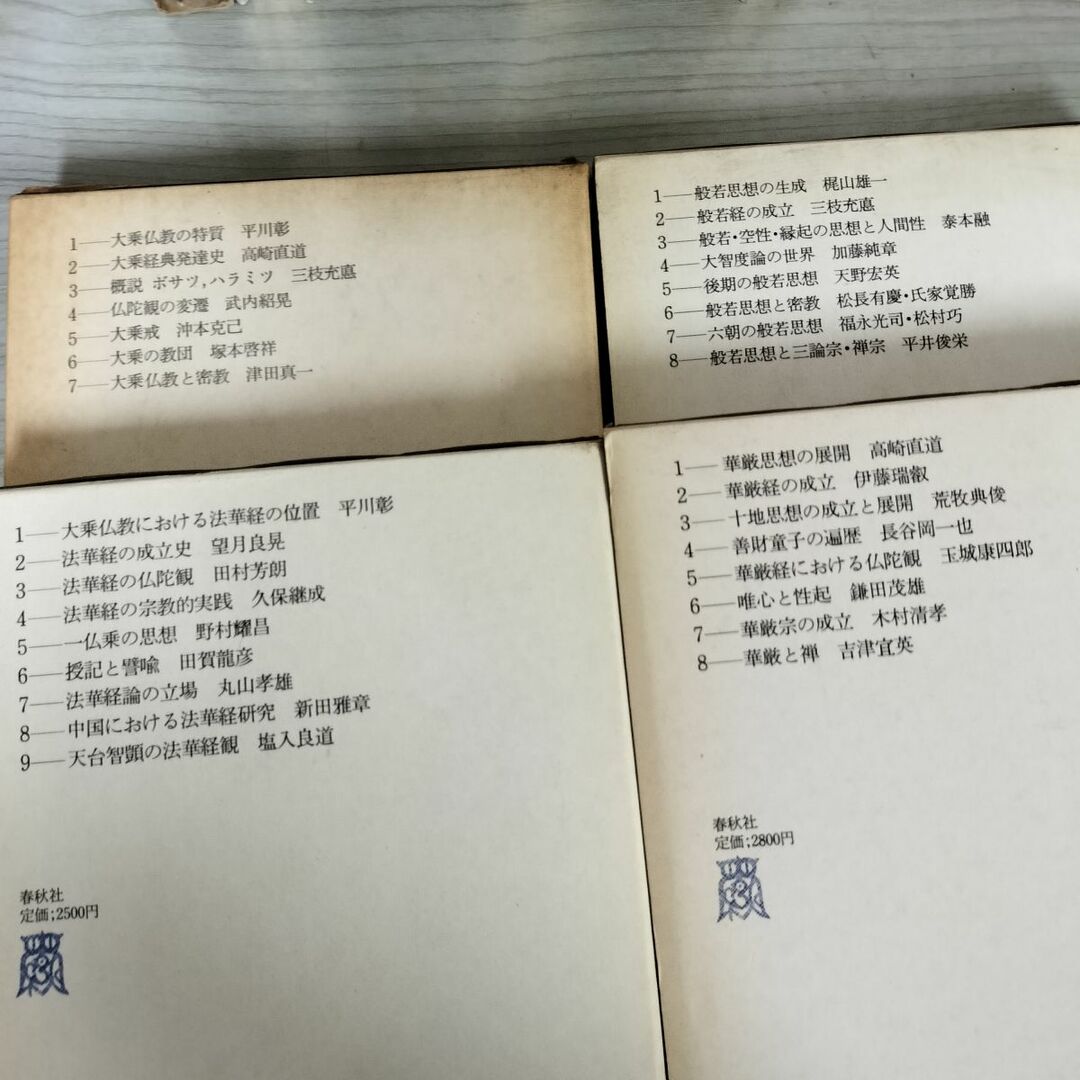 1—大乗仏教の特質 平川彰
2—大乗経典発達史 高崎直道
3—概説 ボサツ,ハラミツ 三枝充悳
4—仏陀観の変遷 武内紹晃
5—大乗戒 沖本克己
6—大乗の教団 塚本啓祥
7—大乗仏教と密教 津田真一
1—般若思想の生成 梶山雄一
2—般若経の成立 三枝充悳
3—般若・空性・縁起の思想と人間性 泰本融
4—大智度論の世界 加藤純章
5—後期の般若思想 天野宏英
6—般若思想と密教 松長有慶・氏家覚勝
7—六朝の般若思想 福永光司・松村巧
8—般若思想と三論宗・禅宗 平井俊栄
1—大乗仏教における法華経の位置 平川彰
2—法華経の成立史 望月良晃
3—法華経の仏陀観 田村芳朗
4—法華経の宗教的実践 久保継成
5—一仏乗の思想 野村耀昌
6—授記と譬喩 田賀龍彦
7—法華経論の立場 丸山孝雄
8—中国における法華経研究 新田雅章
9—天台智顗の法華経観 塩入良道
春秋社
定価;2500円
1—華厳思想の展開 高崎直道
2—華厳経の成立 伊藤瑞叡
3—十地思想の成立と展開 荒牧典俊
4—善財童子の遍歴 長谷岡一也
5—華厳経における仏陀観 玉城康四郎
6—唯心と性起 鎌田茂雄
7—華厳宗の成立 木村清孝
8—華厳と禅 吉津宜英
春秋社
定価;2800円